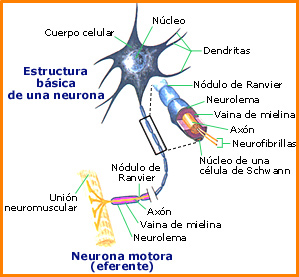 Núcleo
Cuerpo celular
Dendritas
Estructura
básica
de una neurona
Nódulo de Ranvier
Neurolema
Vaina de mielina
Axón
Neurofibrillas
Núcleo de una
célula de Schwann
Nódulo de
Ranvier
Unión
neuromuscular
Axón
Vaina de mielina
Neurolema
Neurona motora
(eferente)